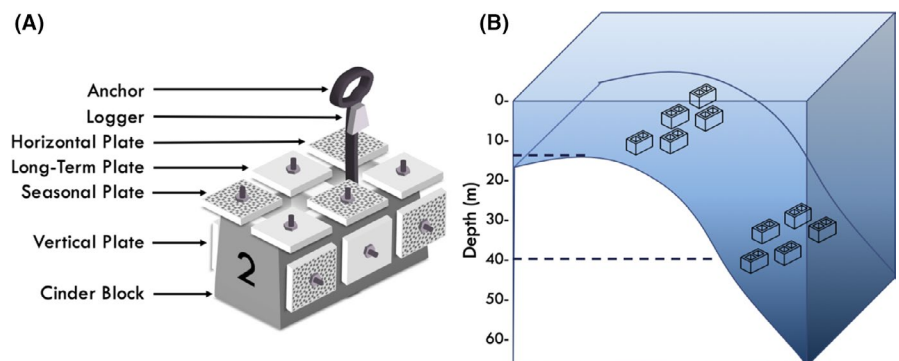 (A)
Anchor
Logger
Horizontal Plate
Long-Term Plate
Seasonal Plate
Vertical Plate
Cinder Block
2
(B)
Depth (m)
0-
10-
20-
30-
40-
50-
60-